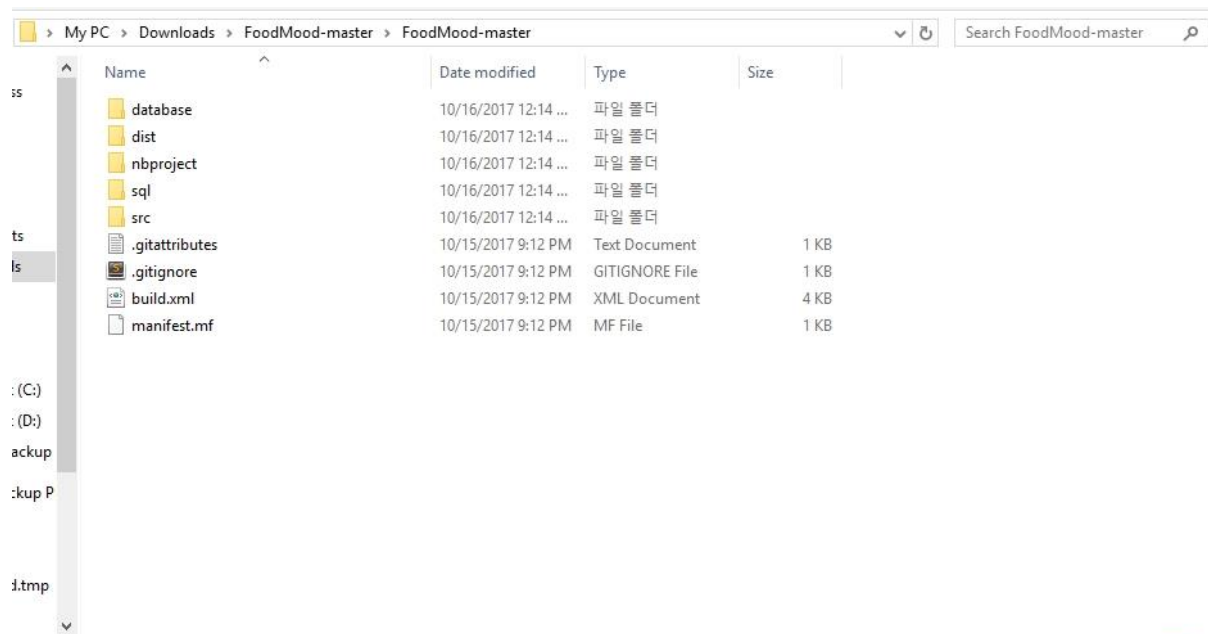 My PC > Downloads > FoodMood-master > FoodMood-master
Search FoodMood-master
Name Date modified Type Size
database 10/16/2017 12:14 ... 파일 폴더
dist 10/16/2017 12:14 ... 파일 폴더
nbproject 10/16/2017 12:14 ... 파일 폴더
sql 10/16/2017 12:14 ... 파일 폴더
src 10/16/2017 12:14 ... 파일 폴더
.gitattributes 10/15/2017 9:12 PM Text Document 1 KB
.gitignore 10/15/2017 9:12 PM GITIGNORE File 1 KB
build.xml 10/15/2017 9:12 PM XML Document 4 KB
manifest.mf 10/15/2017 9:12 PM MF File 1 KB
ss
ts
ls
: (C:)
: (D:)
ackup
ckup P
d.tmp